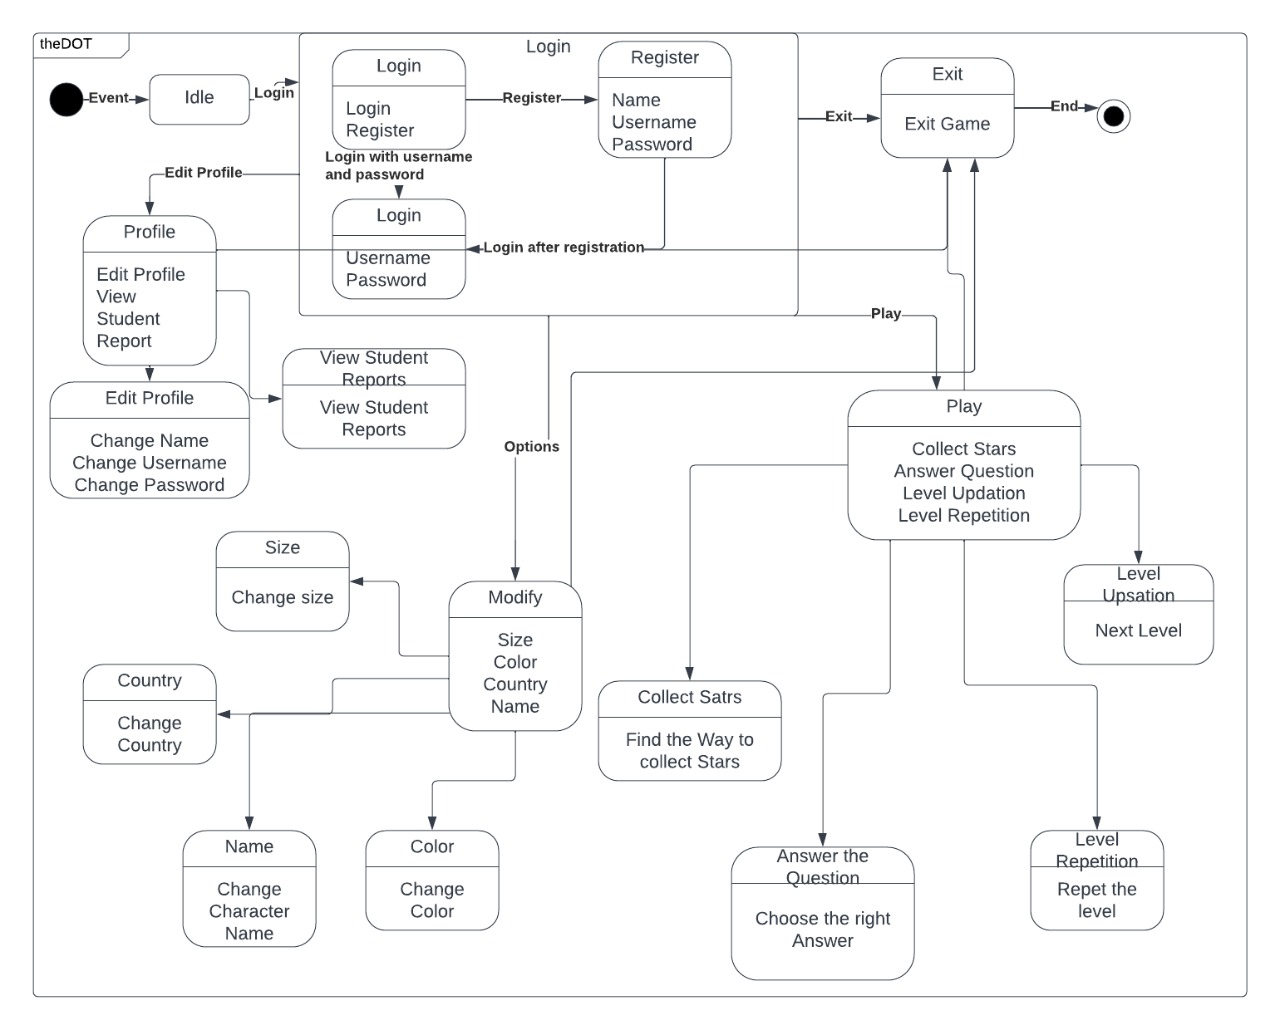 theDOT
Login
Login
Login
Register
Register
Name
Username
Password
Register
Exit
Exit Game
Exit
End
Event
Idle
Login
Login with username
and password
Login
Username
Password
Login after registration
Edit Profile
Profile
Edit Profile
View
Student
Report
Edit Profile
Change Name
Change Username
Change Password
View Student
Reports
View Student
Reports
Play
Options
Play
Collect Stars
Answer Question
Level Updation
Level Repetition
Size
Change size
Modify
Size
Color
Country
Name
Level
Upsation
Next Level
Country
Change
Country
Collect Satrs
Find the Way to
collect Stars
Name
Change
Character
Name
Color
Change
Color
Answer the
Question
Choose the right
Answer
Level
Repetition
Repet the
level